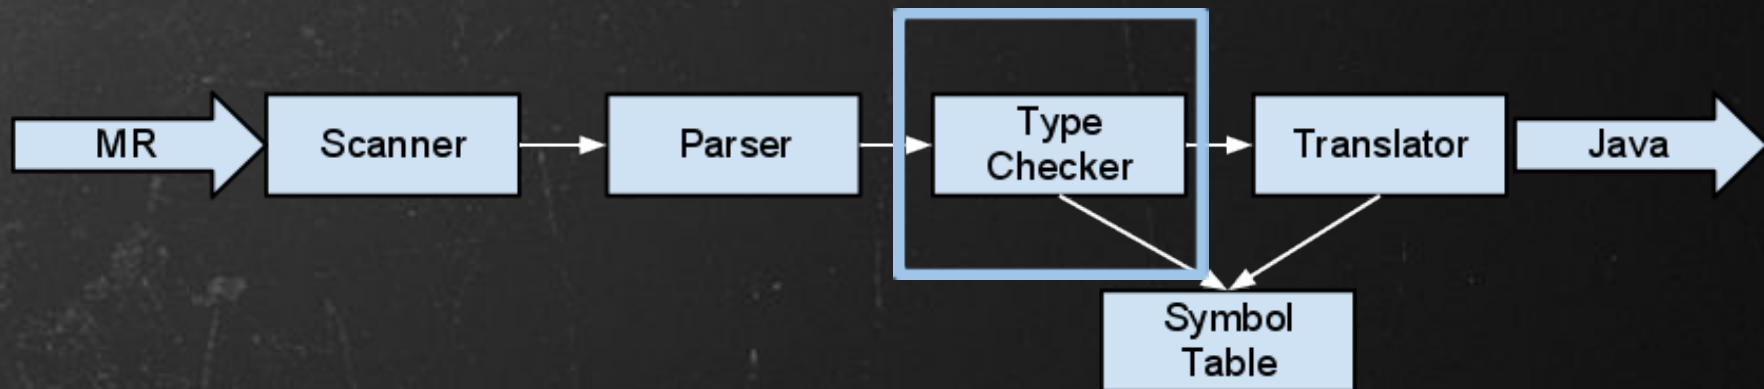 MR
Scanner
Parser
Type
Checker
Translator
Java
Symbol
Table